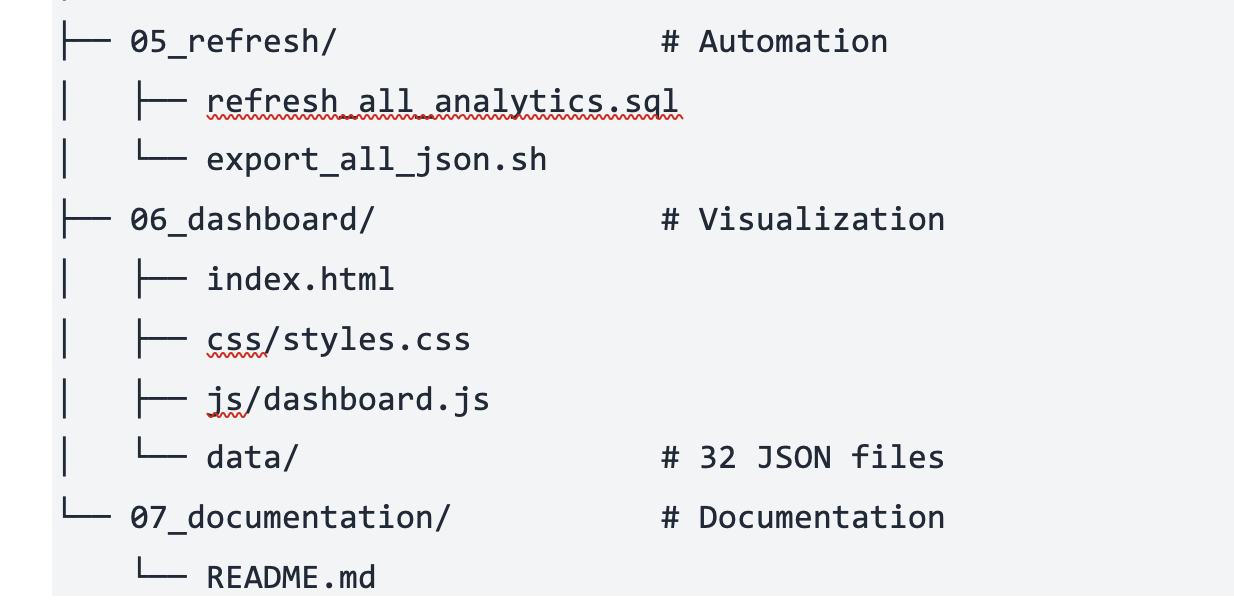 ├── 05_refresh/                 # Automation
│   ├── refresh_all_analytics.sql
│   └── export_all_json.sh
├── 06_dashboard/               # Visualization
│   ├── index.html
│   ├── css/styles.css
│   ├── js/dashboard.js
│   └── data/                   # 32 JSON files
└── 07_documentation/           # Documentation
    └── README.md